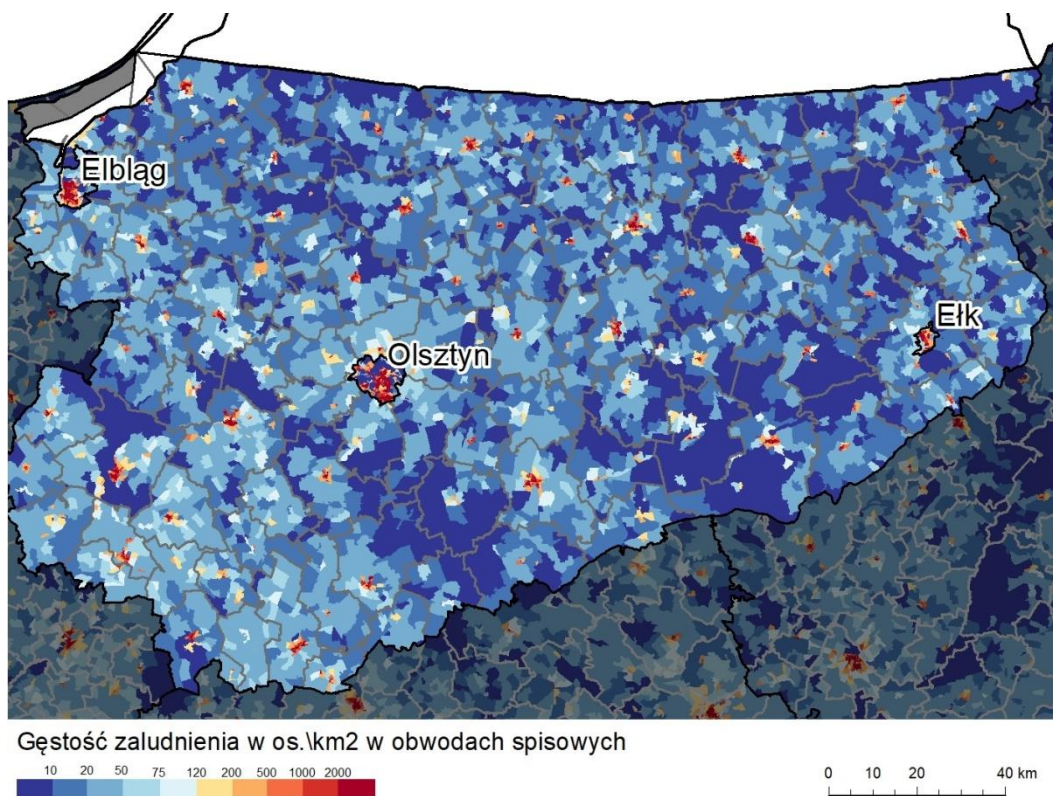 Elbląg
Ełk
Olsztyn
Gęstość zaludnienia w os.\km2 w obwodach spisowych
10 20 50 75 120 200 500 1000 2000
0 10 20 40 km